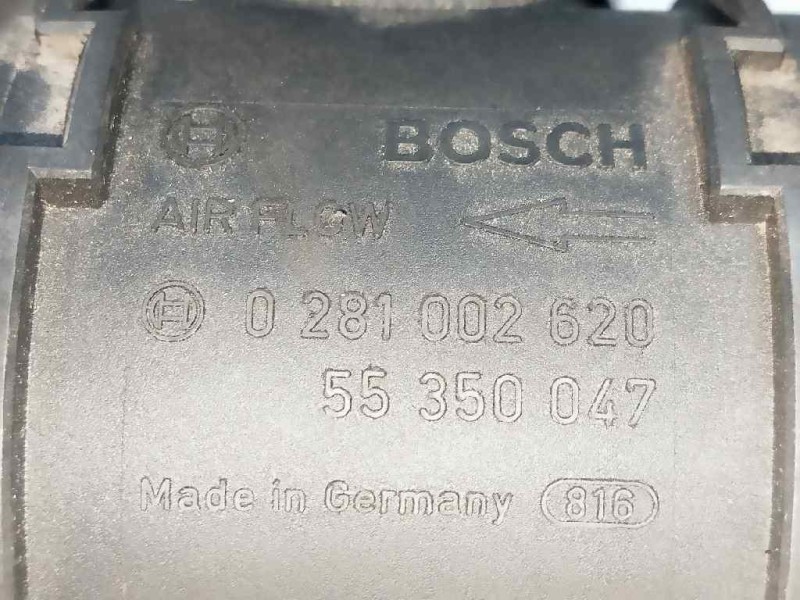 BOSCH
AIR FLOW
0 281 002 620
55 350 047
Made in Germany 816